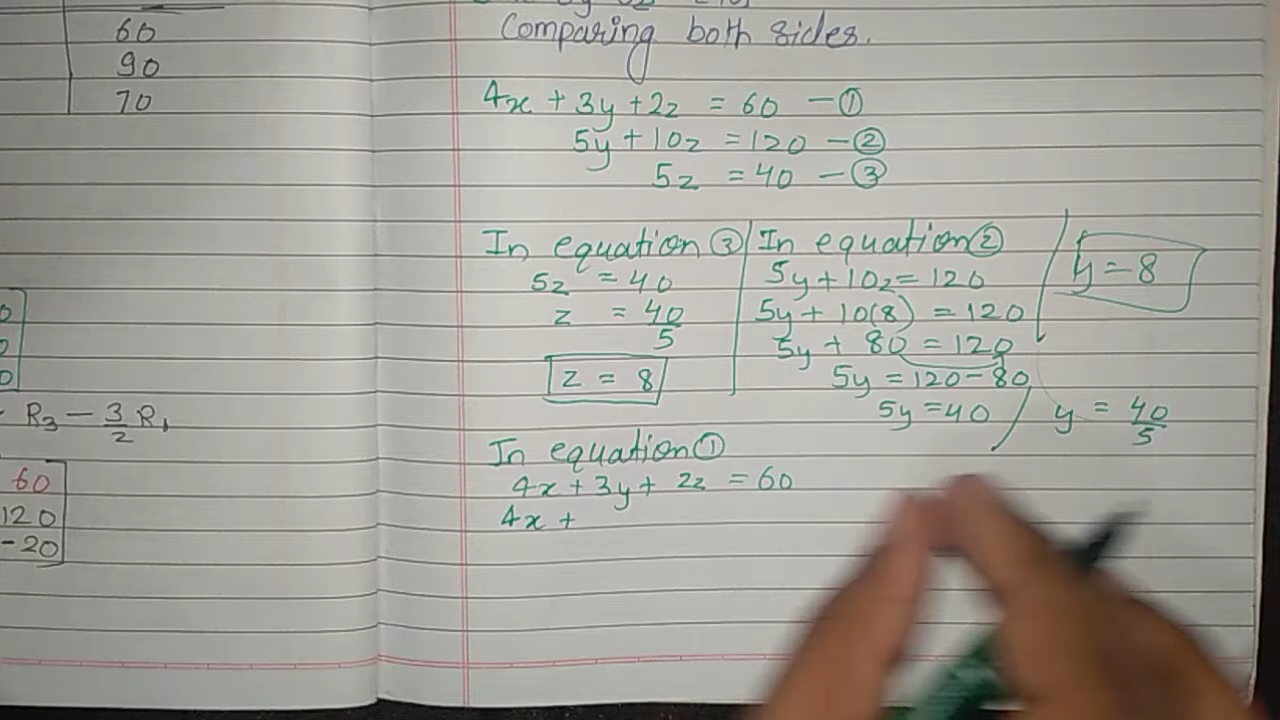 60
90
70
Comparing both sides.
4x + 3y + 2z = 60 - ①
5y + 10z = 120 - ②
5z = 40 - ③
In equation ③
5z = 40
z = 40/5
z = 8
In equation ②
5y + 10z = 120
5y + 10(8) = 120
5y + 80 = 120
5y = 120 - 80
5y = 40
y = 40/5
y = 8
In equation ①
4x + 3y + 2z = 60
4x +
0
0
0
R₃ - 3/2 R₁
60
120
-20